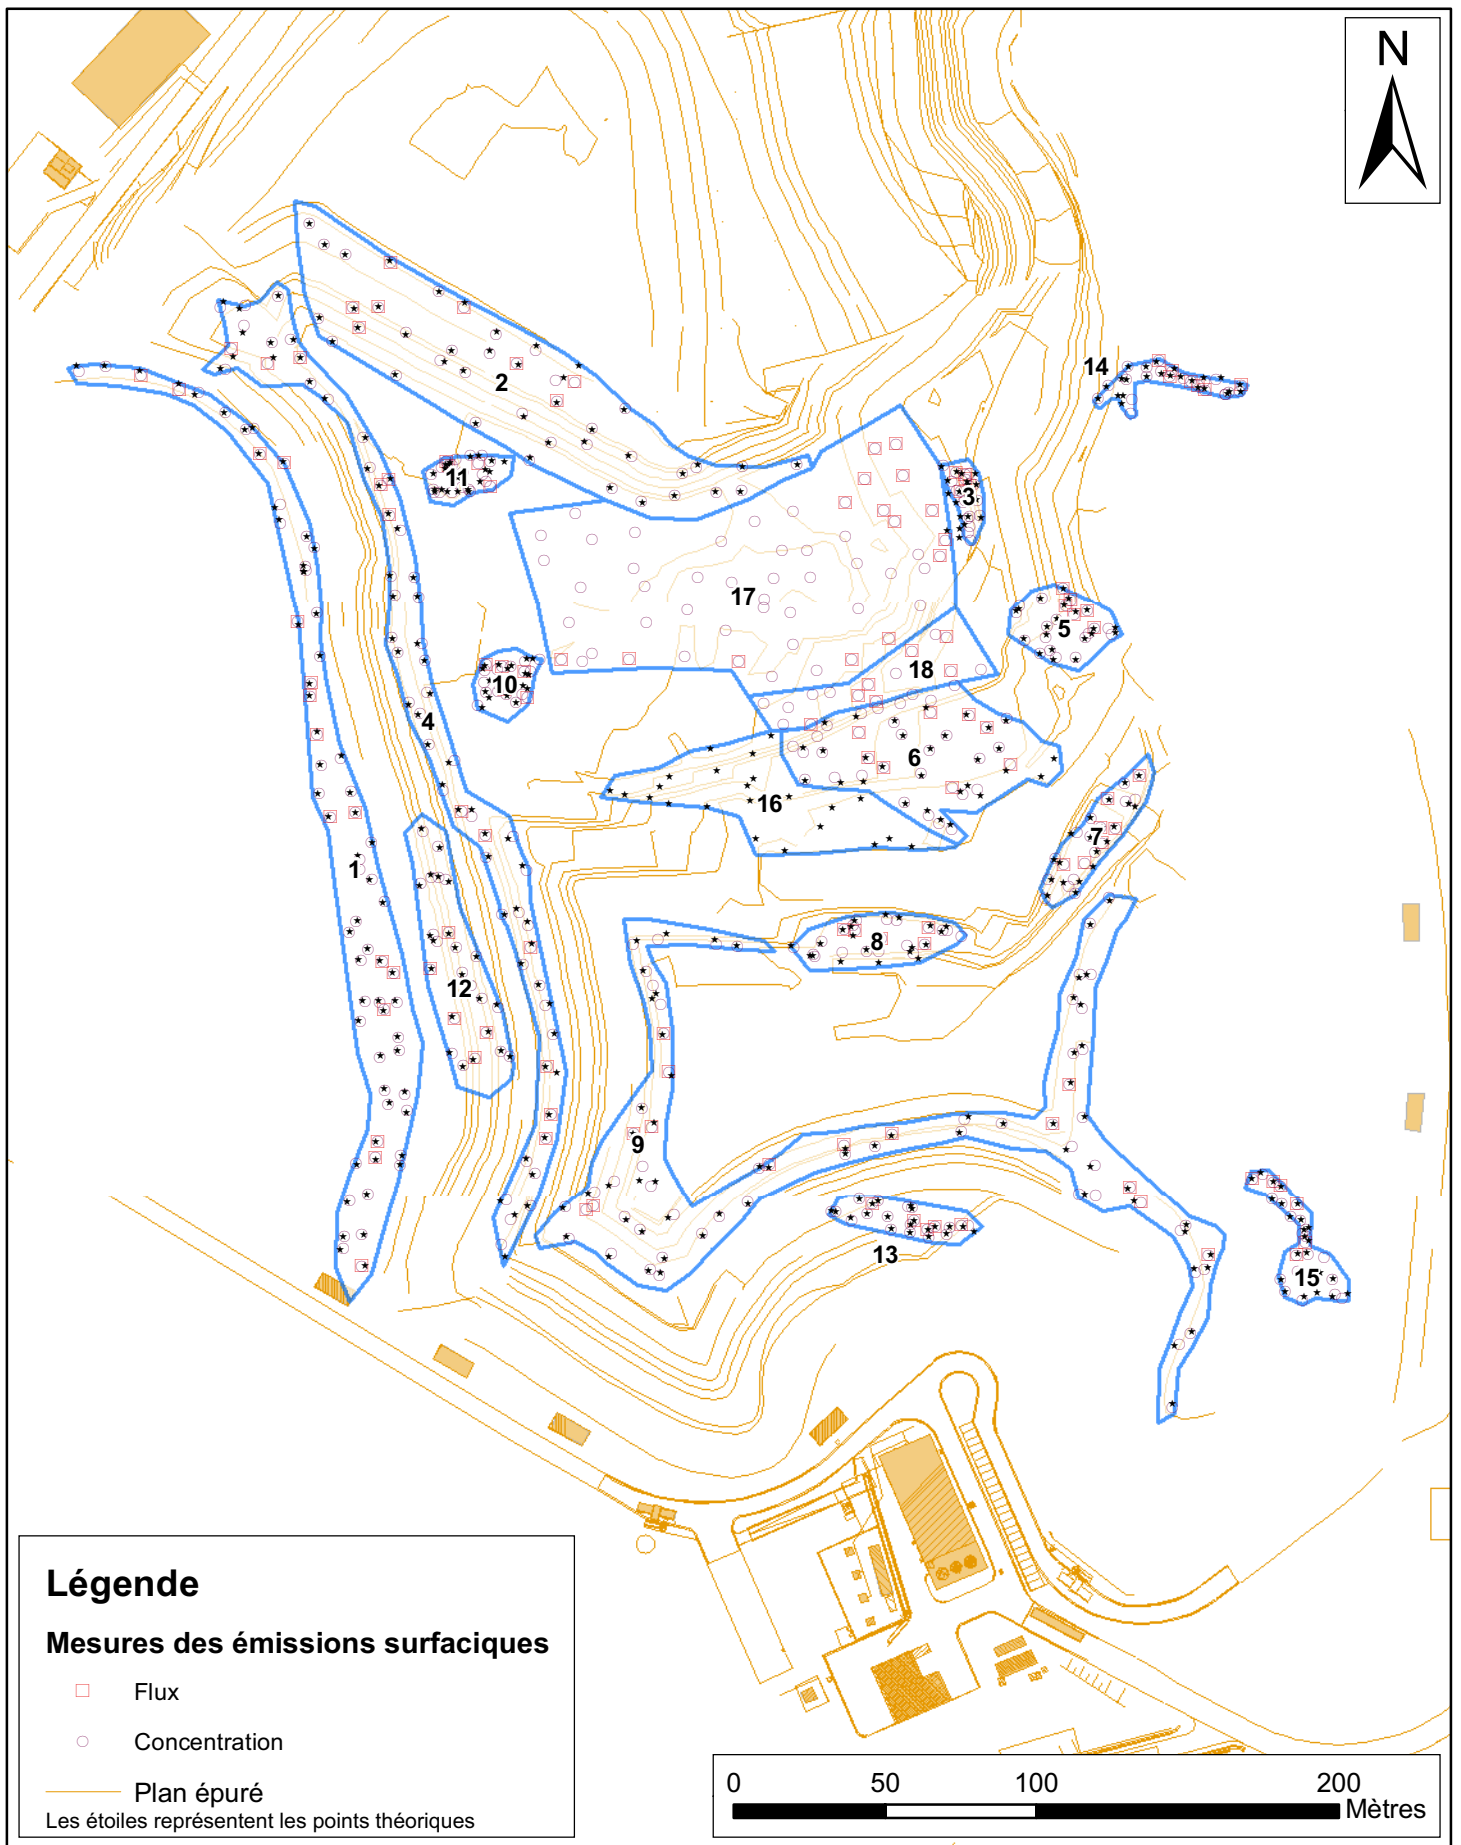 N
14
2
11
3
17
5
10
18
4
6
16
7
1
8
12
9
13
15
Légende
Mesures des émissions surfaciques
Flux
Concentration
Plan épuré
Les étoiles représentent les points théoriques
0 50 100 200
Mètres